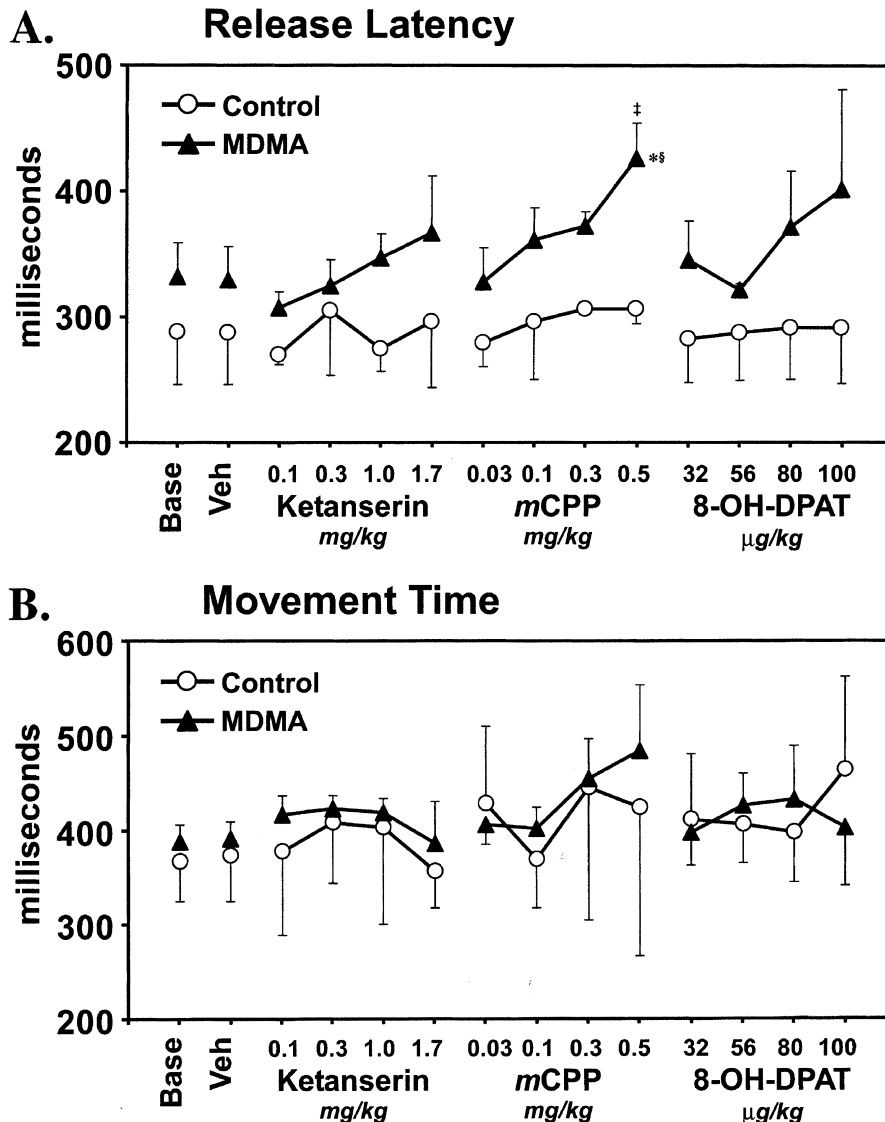 A. Release Latency
500
Control
‡
MDMA
*§
400
milliseconds
300
200
Base Veh 0.1 0.3 1.0 1.7 0.03 0.1 0.3 0.5 32 56 80 100
Ketanserin mCPP 8-OH-DPAT
mg/kg mg/kg µg/kg
B. Movement Time
600
Control
MDMA
500
milliseconds
400
300
200
Base Veh 0.1 0.3 1.0 1.7 0.03 0.1 0.3 0.5 32 56 80 100
Ketanserin mCPP 8-OH-DPAT
mg/kg mg/kg µg/kg